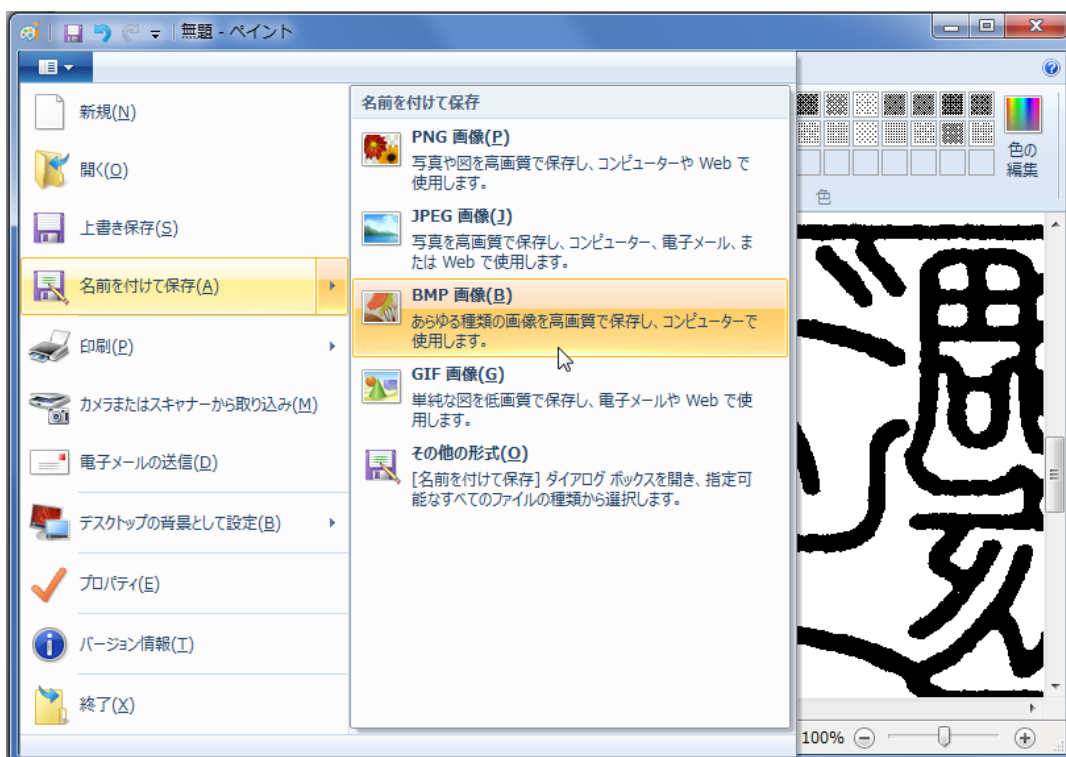 無題 - ペイント
新規(N)
開く(O)
上書き保存(S)
名前を付けて保存(A)
印刷(P)
カメラまたはスキャナーから取り込み(M)
電子メールの送信(D)
デスクトップの背景として設定(B)
プロパティ(E)
バージョン情報(T)
終了(X)
名前を付けて保存
PNG 画像(P)
写真や図を高画質で保存し、コンピューターや Web で
使用します。
JPEG 画像(J)
写真を高画質で保存し、コンピューター、電子メール、ま
たは Web で使用します。
BMP 画像(B)
あらゆる種類の画像を高画質で保存し、コンピューターで
使用します。
GIF 画像(G)
単純な図を低画質で保存し、電子メールや Web で使
用します。
その他の形式(O)
[名前を付けて保存] ダイアログ ボックスを開き、指定可
能なすべてのファイルの種類から選択します。
色の
編集
色
100%